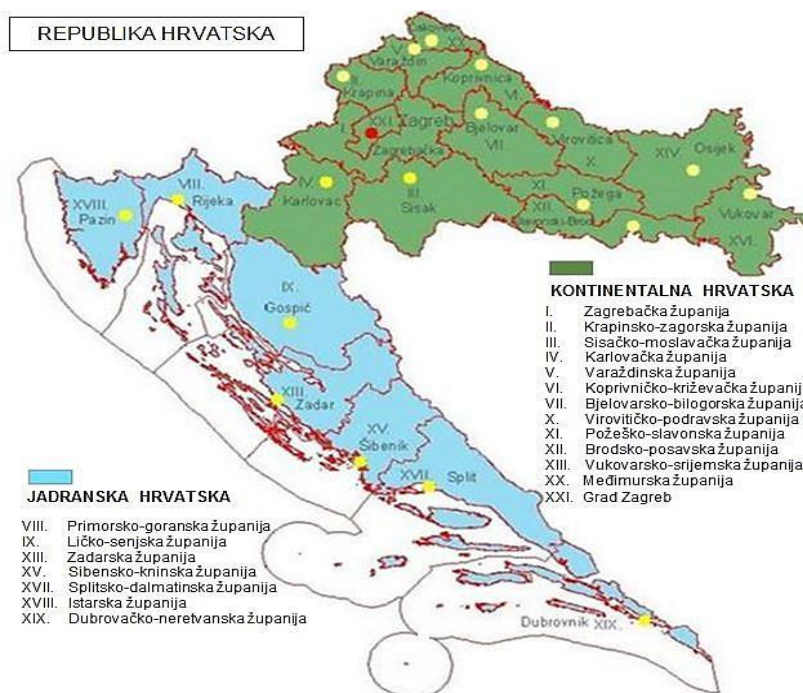 REPUBLIKA HRVATSKA
XX.
V.
Varaždin
II.
Krapina
Koprivnica
VI.
I.
XXI.
Zagreb
Zagrebačka
Bjelovar
VII.
Virovitica
X.
XIV.
Osijek
IV.
Karlovac
III.
Sisak
XI.
Požega
XII.
Slavonski-Brod
Vukovar
XVI.
XVIII.
Pazin
VIII.
Rijeka
IX.
Gospić
XIII.
Zadar
XV.
Šibenik
XVII.
Split
Dubrovnik XIX.
KONTINENTALNA HRVATSKA
I. Zagrebačka županija
II. Krapinsko-zagorska županija
III. Sisačko-moslavačka županija
IV. Karlovačka županija
V. Varaždinska županija
VI. Koprivničko-križevačka županij
VII. Bjelovarsko-bilogorska županija
X. Virovitičko-podravska županija
XI. Požeško-slavonska županija
XII. Brodsko-posavska županija
XIII. Vukovarsko-srijemska županija
XX. Međimurska županija
XXI. Grad Zagreb
JADRANSKA HRVATSKA
VIII. Primorsko-goranska županija
IX. Ličko-senjska županija
XIII. Zadarska županija
XV. Sibensko-kninska županija
XVII. Splitsko-dalmatinska županija
XVIII. Istarska županija
XIX. Dubrovačko-neretvanska županija